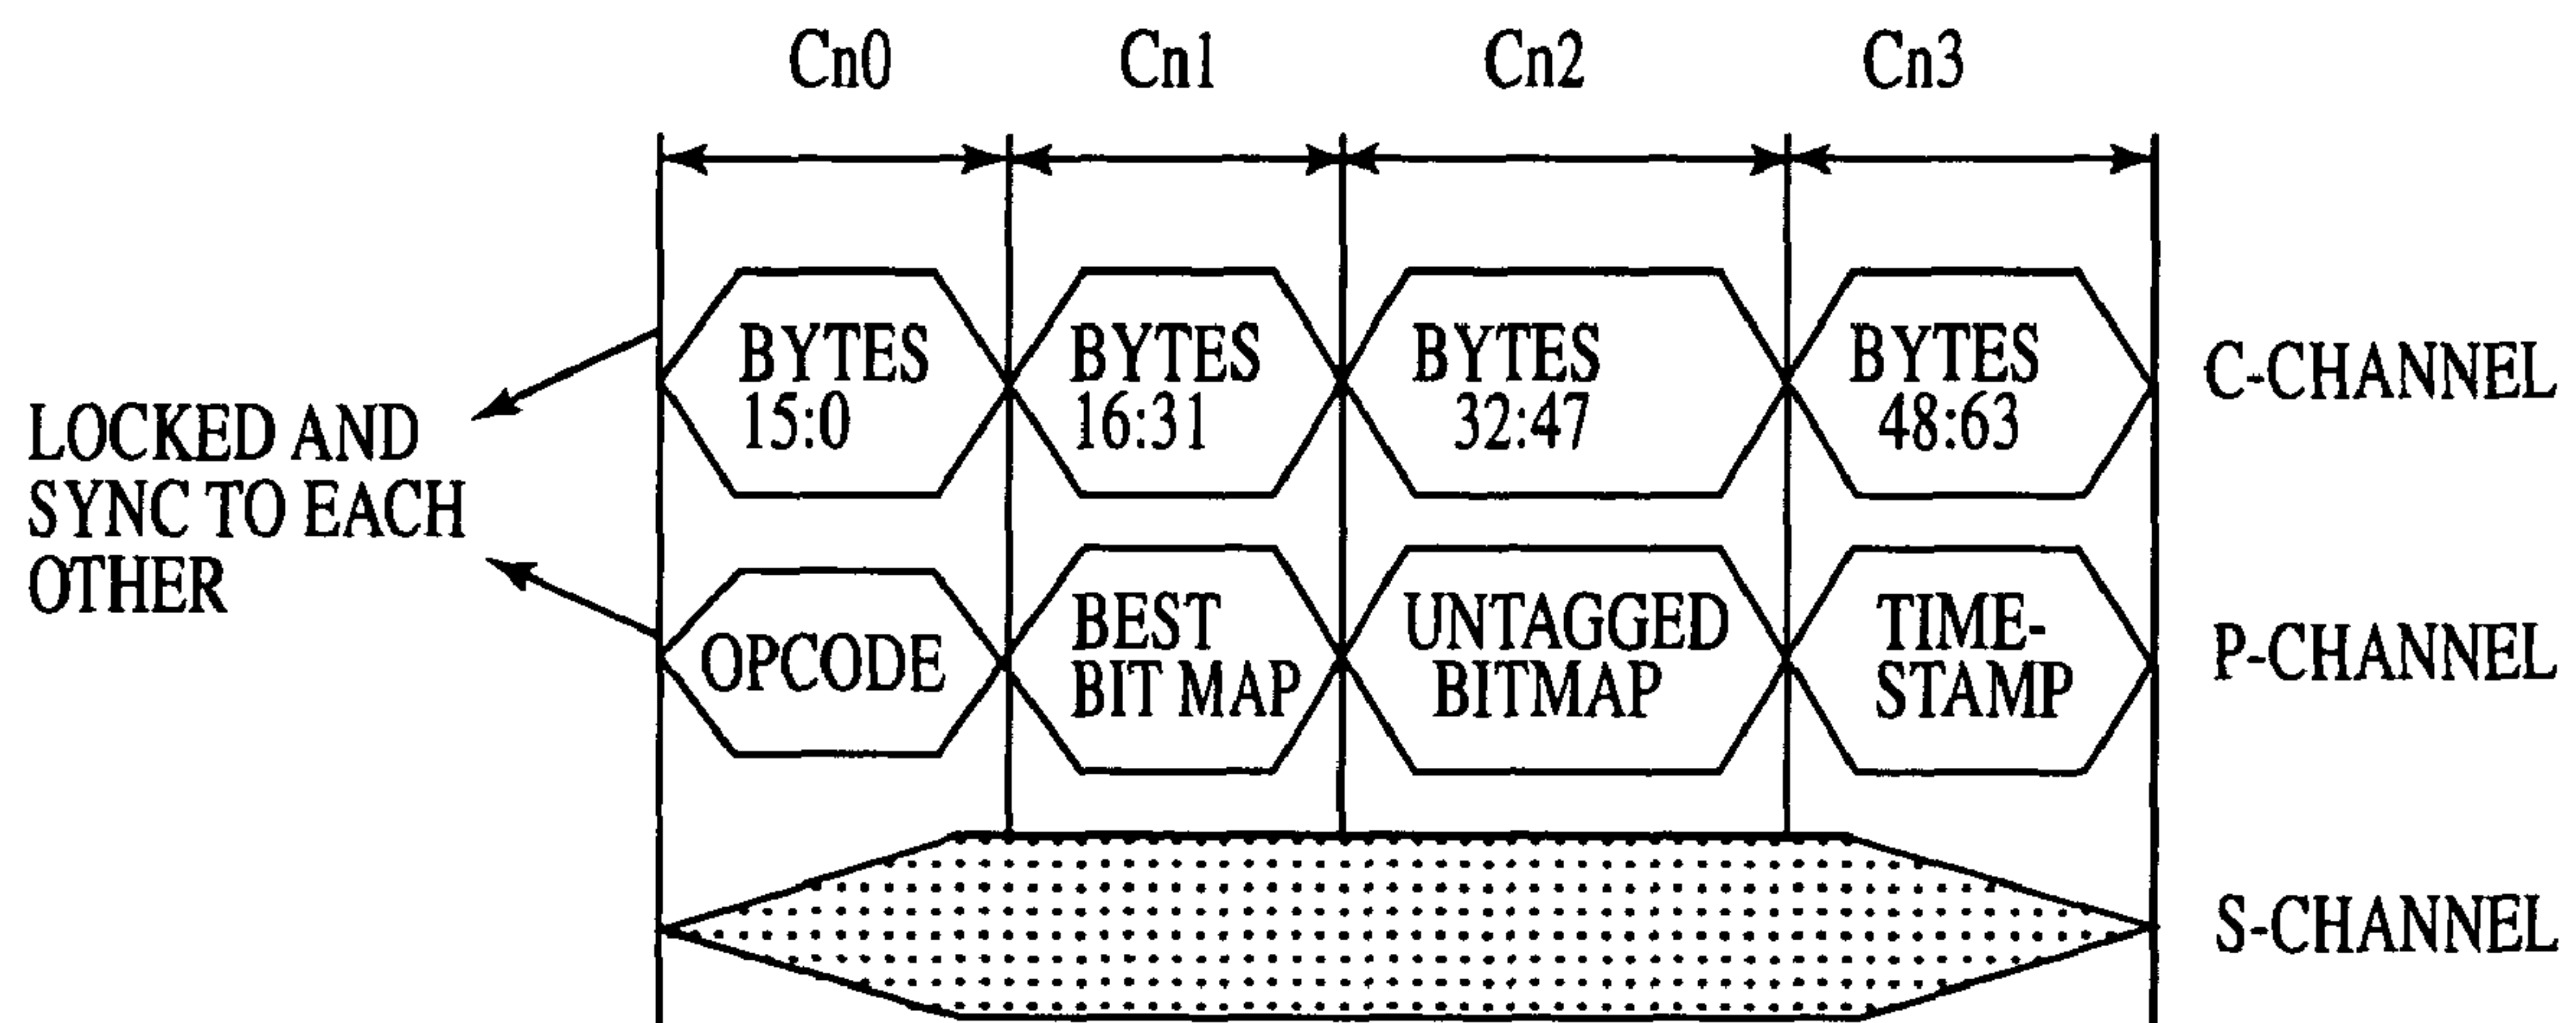 Cn0 Cn1 Cn2 Cn3
BYTES
15:0
BYTES
16:31
BYTES
32:47
BYTES
48:63
C-CHANNEL
LOCKED AND
SYNC TO EACH
OTHER
OPCODE
BEST
BIT MAP
UNTAGGED
BITMAP
TIME-
STAMP
P-CHANNEL
S-CHANNEL